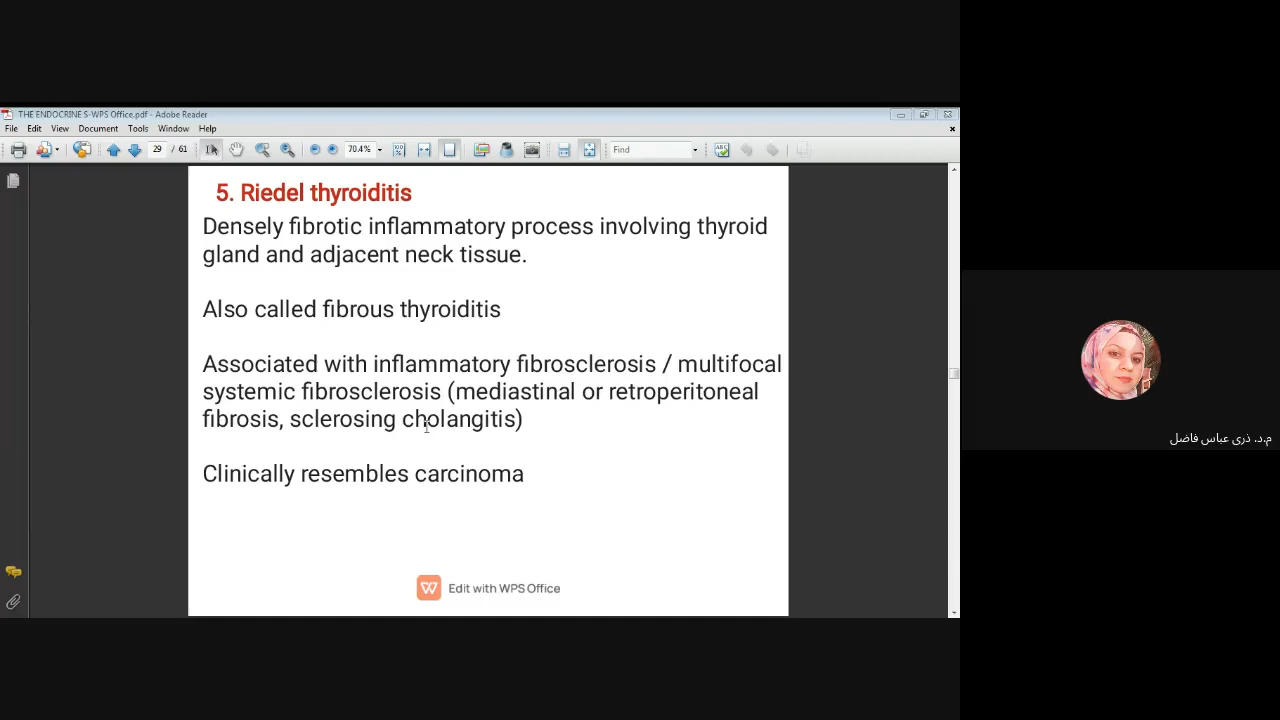 THE ENDOCRINE S-WPS Office.pdf - Adobe Reader
File Edit View Document Tools Window Help
29 / 61 70.4% Find
5. Riedel thyroiditis
Densely fibrotic inflammatory process involving thyroid
gland and adjacent neck tissue.
Also called fibrous thyroiditis
Associated with inflammatory fibrosclerosis / multifocal
systemic fibrosclerosis (mediastinal or retroperitoneal
fibrosis, sclerosing cholangitis)
Clinically resembles carcinoma
Edit with WPS Office
م.د. ذرى عباس فاضل